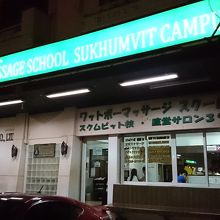 SSAGE SCHOOL SUKHUMVIT CAMP
ワットポーマッサージ スク
スクムビット校 ・ 直営サロン３